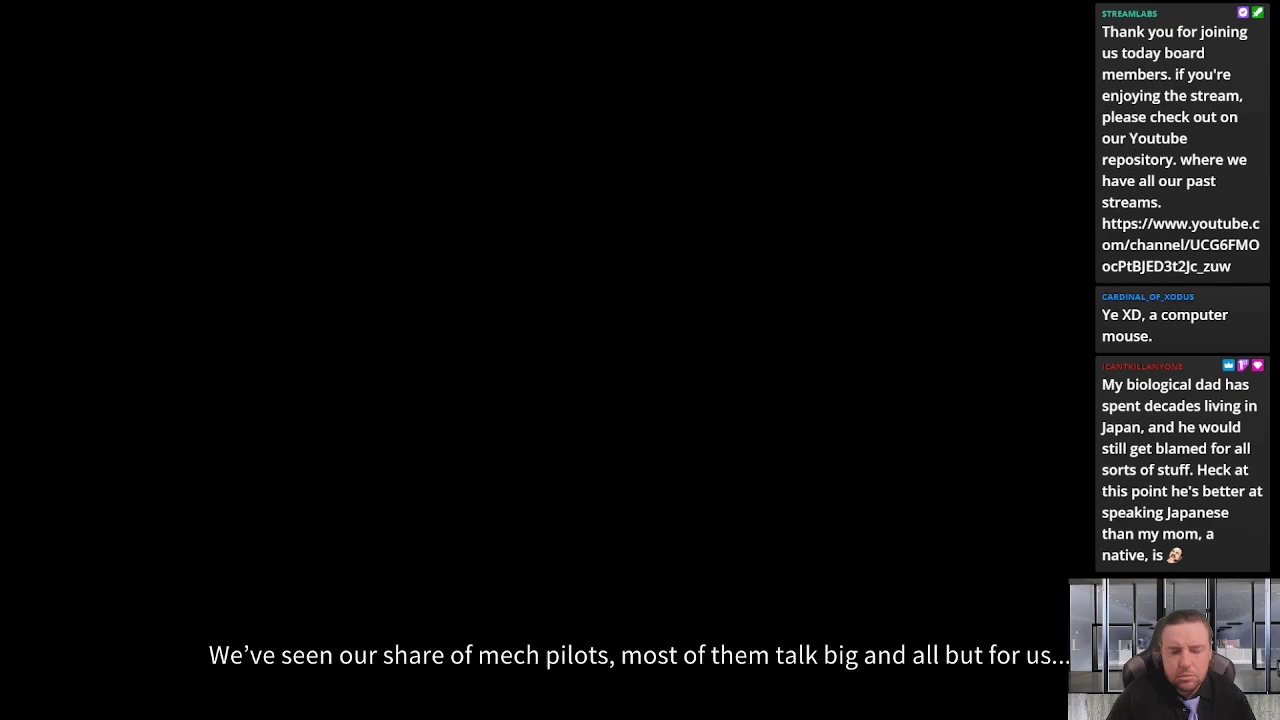 STREAMLABS
Thank you for joining
us today board
members. if you're
enjoying the stream,
please check out on
our Youtube
repository. where we
have all our past
streams.
https://www.youtube.c
om/channel/UCG6FMO
ocPtBJED3t2Jc_zuw
CARDINAL_OF_XODUS
Ye XD, a computer
mouse.
ICANTKILLANYONE
My biological dad has
spent decades living in
Japan, and he would
still get blamed for all
sorts of stuff. Heck at
this point he's better at
speaking Japanese
than my mom, a
native, is
We’ve seen our share of mech pilots, most of them talk big and all but for us...